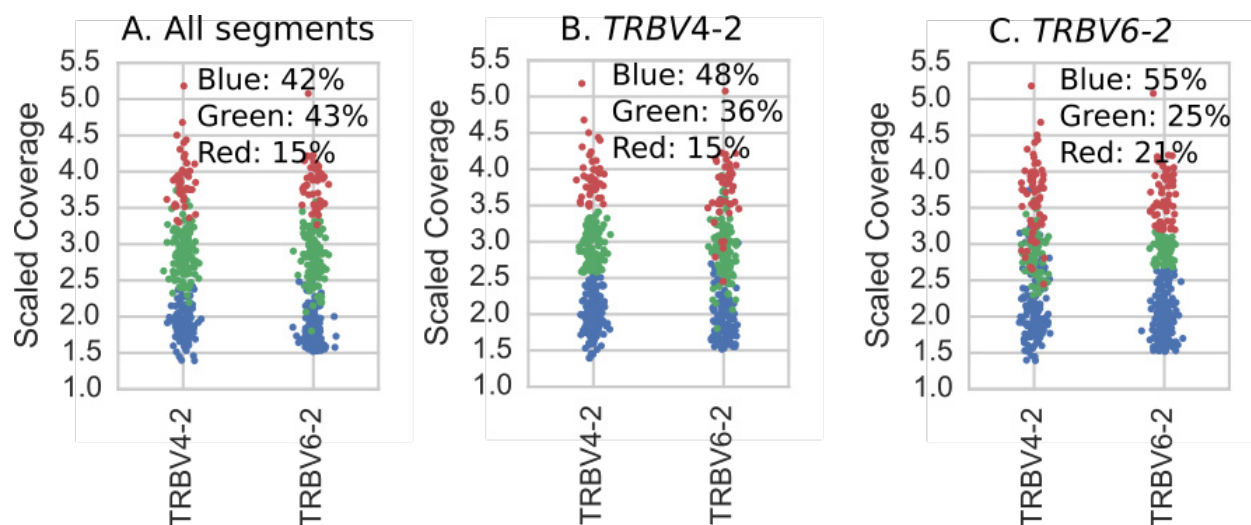 A. All segments
Blue: 42%
Green: 43%
Red: 15%
Scaled Coverage
5.5
5.0
4.5
4.0
3.5
3.0
2.5
2.0
1.5
1.0
TRBV4-2
TRBV6-2
B. TRBV4-2
Blue: 48%
Green: 36%
Red: 15%
Scaled Coverage
5.5
5.0
4.5
4.0
3.5
3.0
2.5
2.0
1.5
1.0
TRBV4-2
TRBV6-2
C. TRBV6-2
Blue: 55%
Green: 25%
Red: 21%
Scaled Coverage
5.5
5.0
4.5
4.0
3.5
3.0
2.5
2.0
1.5
1.0
TRBV4-2
TRBV6-2